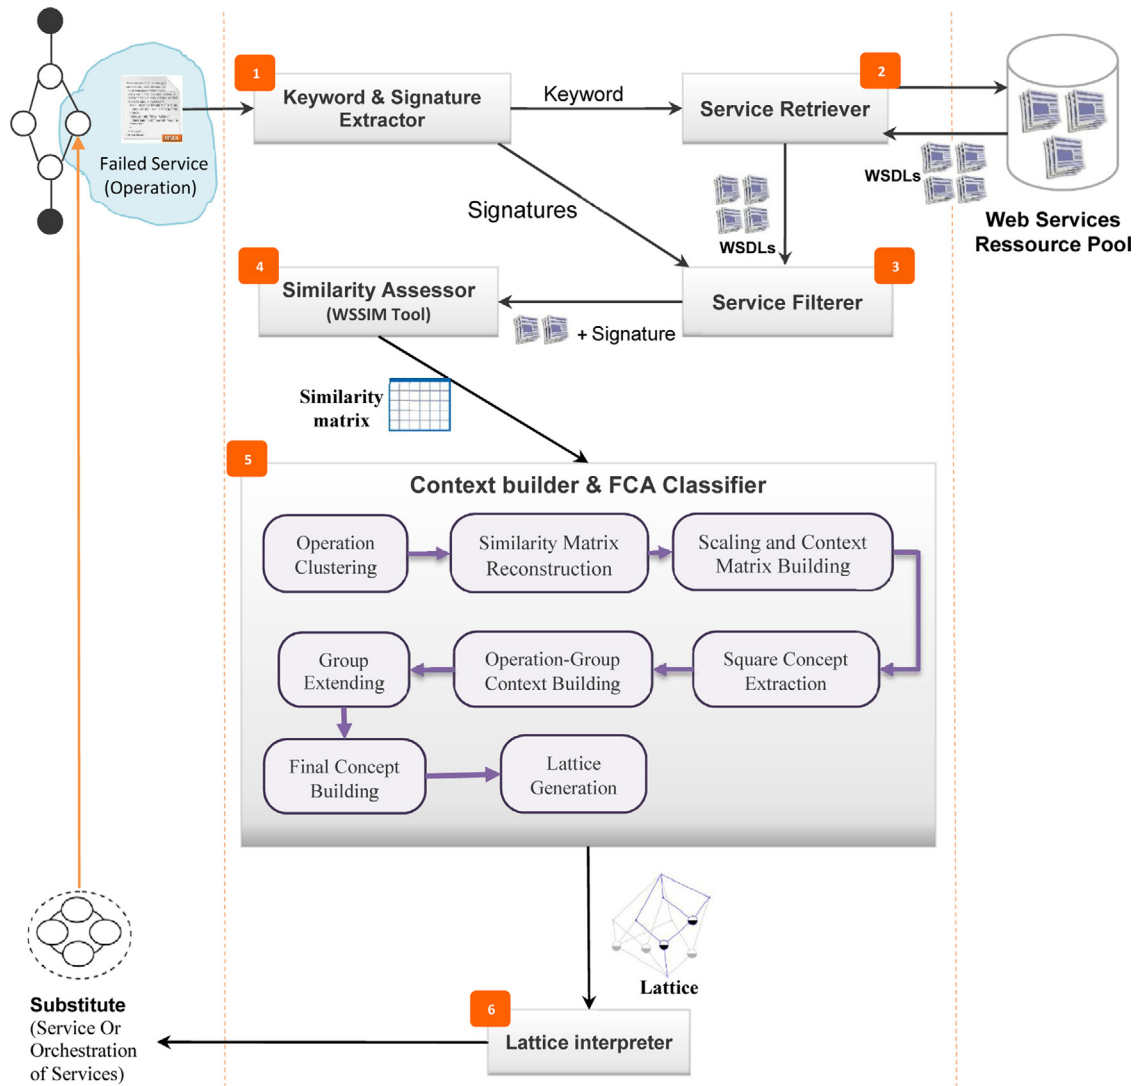 1
Keyword & Signature
Extractor
Keyword
2
Service Retriever
WSDL
Failed Service
(Operation)
WSDLs
Web Services
Ressource Pool
Signatures
WSDLs
4
Similarity Assessor
(WSSIM Tool)
3
Service Filterer
+ Signature
Similarity
matrix
5
Context builder & FCA Classifier
Operation
Clustering
Similarity Matrix
Reconstruction
Scaling and Context
Matrix Building
Group
Extending
Operation-Group
Context Building
Square Concept
Extraction
Final Concept
Building
Lattice
Generation
Lattice
Substitute
(Service Or
Orchestration
of Services)
6
Lattice interpreter